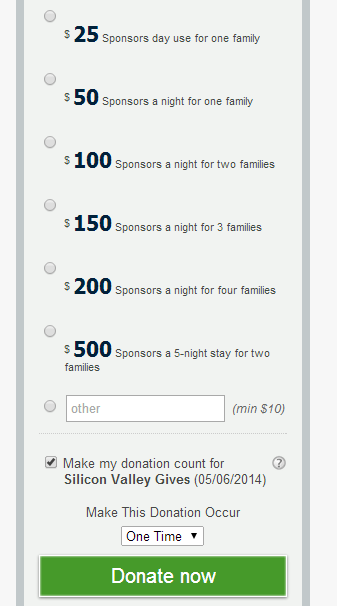 $ 25 Sponsors day use for one family
$ 50 Sponsors a night for one family
$ 100 Sponsors a night for two families
$ 150 Sponsors a night for 3 families
$ 200 Sponsors a night for four families
$ 500 Sponsors a 5-night stay for two
families
other (min $10)
Make my donation count for ?
Silicon Valley Gives (05/06/2014)
Make This Donation Occur
One Time
Donate now